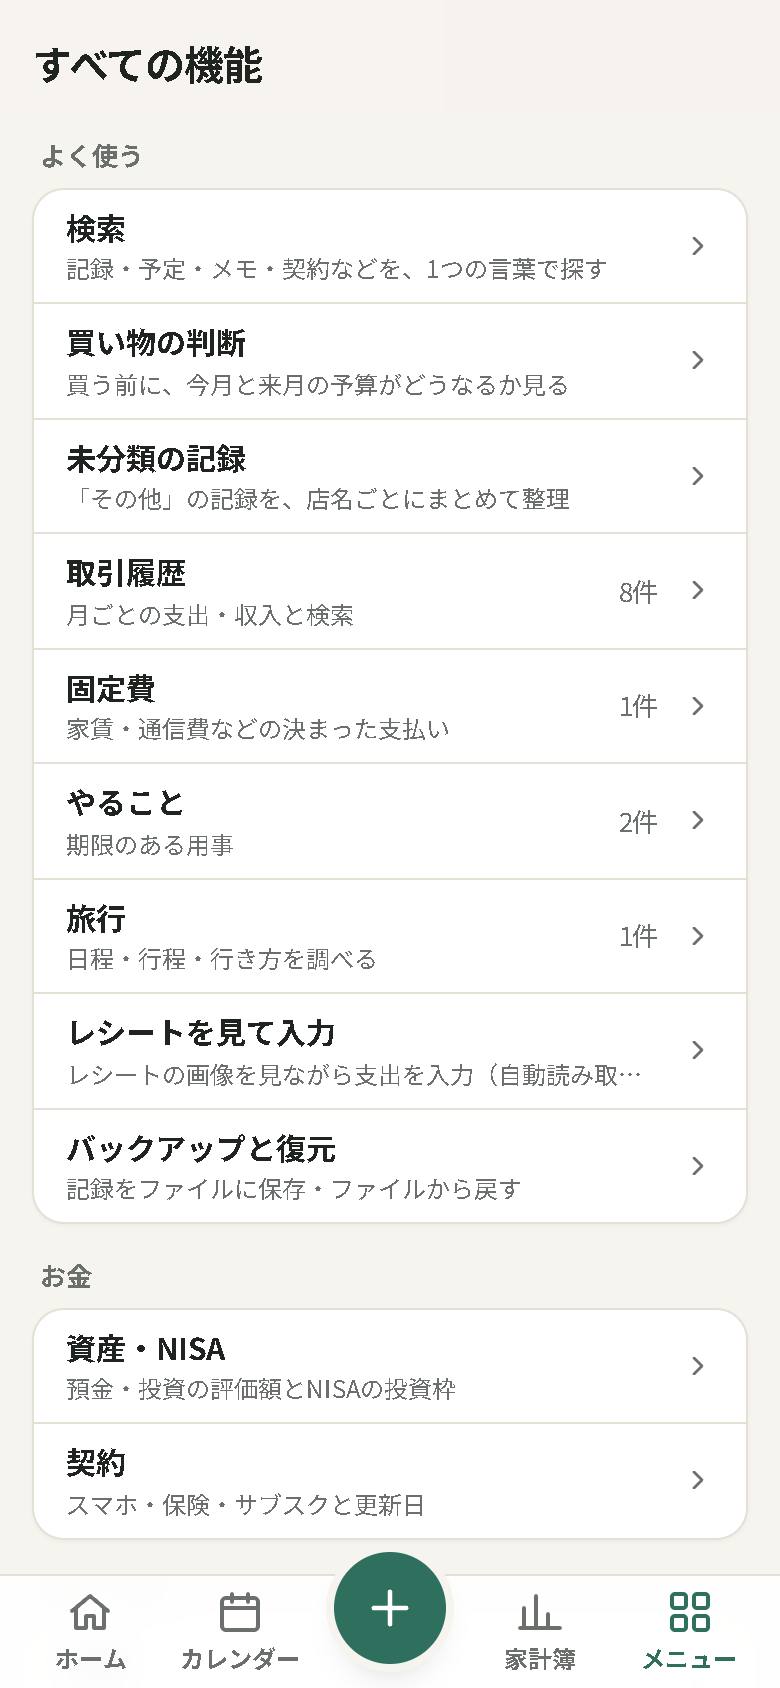 すべての機能
よく使う
検索
記録・予定・メモ・契約などを、1つの言葉で探す
買い物の判断
買う前に、今月と来月の予算がどうなるか見る
未分類の記録
「その他」の記録を、店名ごとにまとめて整理
取引履歴
月ごとの支出・収入と検索
8件
固定費
家賃・通信費などの決まった支払い
1件
やること
期限のある用事
2件
旅行
日程・行程・行き方を調べる
1件
レシートを見て入力
レシートの画像を見ながら支出を入力（自動読み取…
バックアップと復元
記録をファイルに保存・ファイルから戻す
お金
資産・NISA
預金・投資の評価額とNISAの投資枠
契約
スマホ・保険・サブスクと更新日
ホーム
カレンダー
家計簿
メニュー